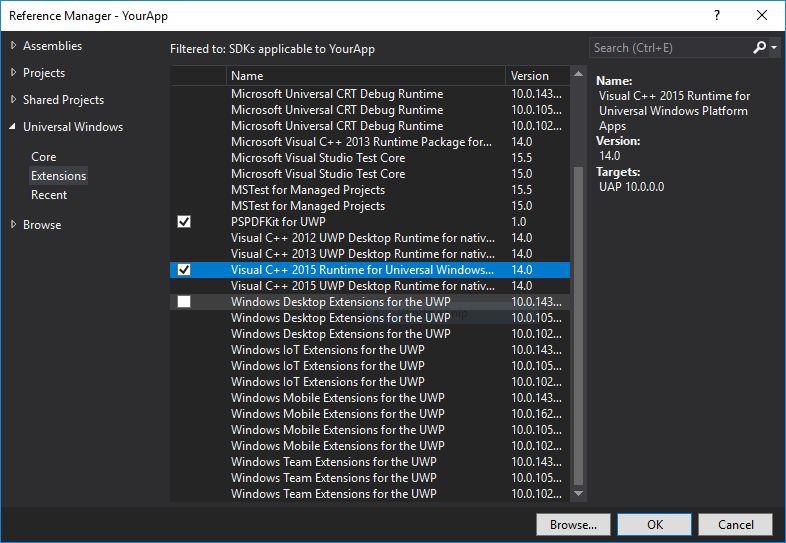 Reference Manager - YourApp
?
Assemblies
Projects
Shared Projects
Universal Windows
Core
Extensions
Recent
Browse
Filtered to: SDKs applicable to YourApp
Name Version
Microsoft Universal CRT Debug Runtime 10.0.143...
Microsoft Universal CRT Debug Runtime 10.0.105...
Microsoft Universal CRT Debug Runtime 10.0.102...
Microsoft Visual C++ 2013 Runtime Package for... 14.0
Microsoft Visual Studio Test Core 15.5
Microsoft Visual Studio Test Core 15.0
MSTest for Managed Projects 15.5
MSTest for Managed Projects 15.0
PSPDFKit for UWP 1.0
Visual C++ 2012 UWP Desktop Runtime for nativ... 14.0
Visual C++ 2013 UWP Desktop Runtime for nativ... 14.0
Visual C++ 2015 Runtime for Universal Windows... 14.0
Visual C++ 2015 UWP Desktop Runtime for nativ... 14.0
Windows Desktop Extensions for the UWP 10.0.143...
Windows Desktop Extensions for the UWP 10.0.105...
Windows Desktop Extensions for the UWP 10.0.102...
Windows IoT Extensions for the UWP 10.0.143...
Windows IoT Extensions for the UWP 10.0.105...
Windows IoT Extensions for the UWP 10.0.102...
Windows Mobile Extensions for the UWP 10.0.143...
Windows Mobile Extensions for the UWP 10.0.162...
Windows Mobile Extensions for the UWP 10.0.105...
Windows Mobile Extensions for the UWP 10.0.102...
Windows Team Extensions for the UWP 10.0.143...
Windows Team Extensions for the UWP 10.0.105...
Windows Team Extensions for the UWP 10.0.102...
Search (Ctrl+E)
Name:
Visual C++ 2015 Runtime for
Universal Windows Platform
Apps
Version:
14.0
Targets:
UAP 10.0.0.0
Browse... OK Cancel